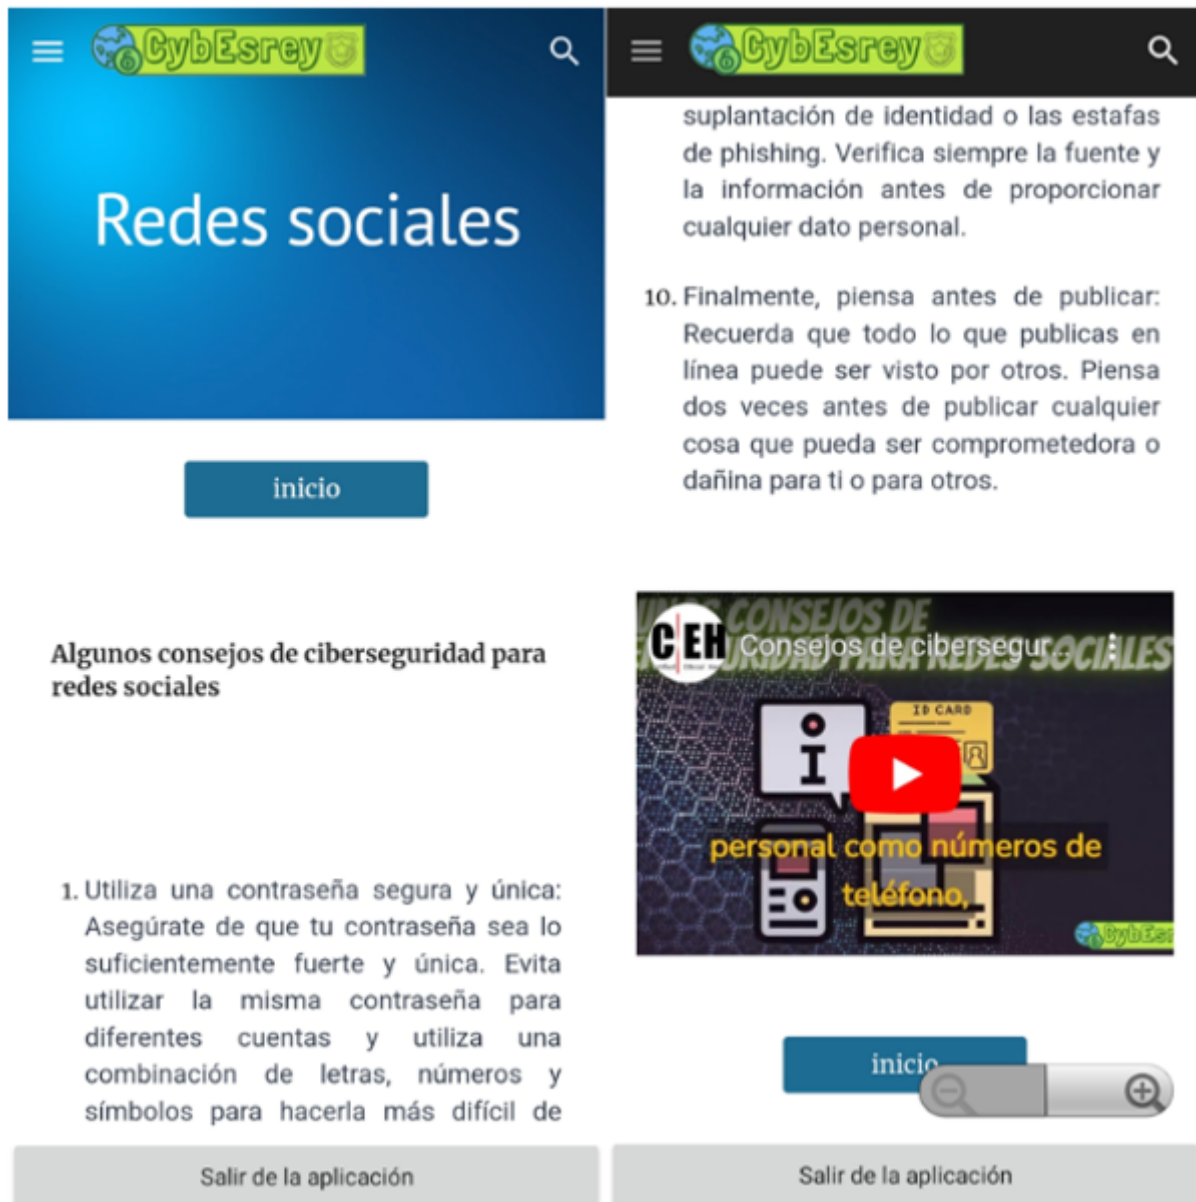 CybEsrey
Redes sociales
inicio
Algunos consejos de ciberseguridad para
redes sociales
1. Utiliza una contraseña segura y única:
Asegúrate de que tu contraseña sea lo
suficientemente fuerte y única. Evita
utilizar la misma contraseña para
diferentes cuentas y utiliza una
combinación de letras, números y
símbolos para hacerla más difícil de
Salir de la aplicación
CybEsrey
suplantación de identidad o las estafas
de phishing. Verifica siempre la fuente y
la información antes de proporcionar
cualquier dato personal.
10. Finalmente, piensa antes de publicar:
Recuerda que todo lo que publicas en
línea puede ser visto por otros. Piensa
dos veces antes de publicar cualquier
cosa que pueda ser comprometedora o
dañina para ti o para otros.
CONSEJOS DE
PARA REDES SOCIALES
C|EH
Consejos de cibersegur...
ID CARD
personal como números de
teléfono,
CybEsr
inicio
Salir de la aplicación